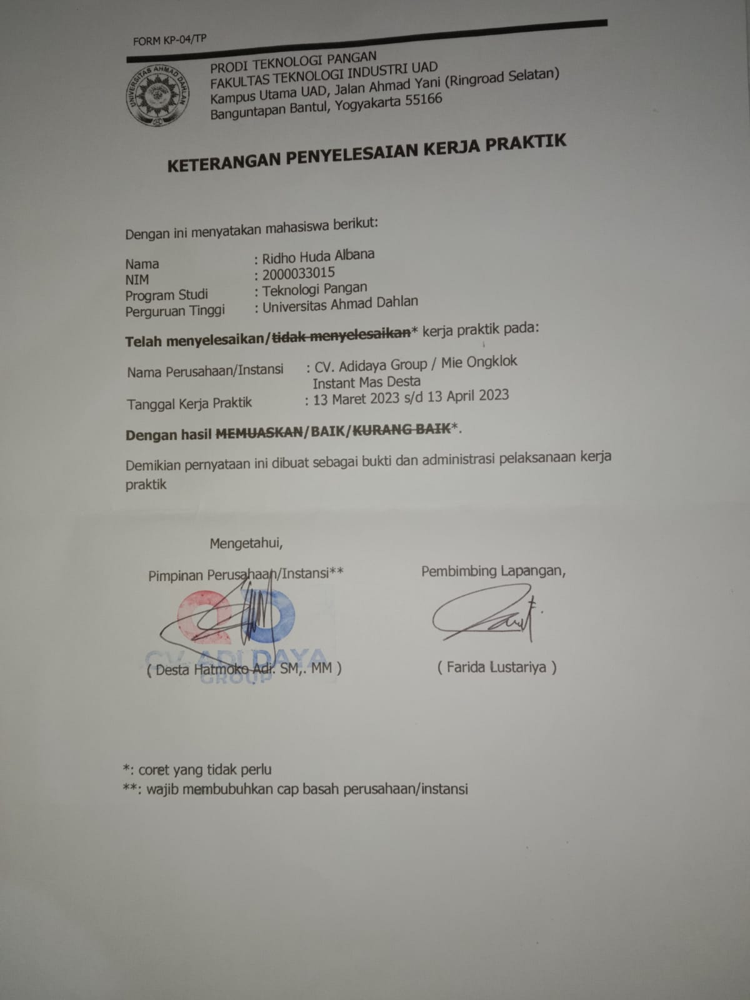 FORM KP-04/TP
UNIVERSITAS AHMAD DAHLAN
PRODI TEKNOLOGI PANGAN
FAKULTAS TEKNOLOGI INDUSTRI UAD
Kampus Utama UAD, Jalan Ahmad Yani (Ringroad Selatan)
Banguntapan Bantul, Yogyakarta 55166
KETERANGAN PENYELESAIAN KERJA PRAKTIK
Dengan ini menyatakan mahasiswa berikut:
Nama : Ridho Huda Albana
NIM : 2000033015
Program Studi : Teknologi Pangan
Perguruan Tinggi : Universitas Ahmad Dahlan
Telah menyelesaikan/tidak menyelesaikan* kerja praktik pada:
Nama Perusahaan/Instansi : CV. Adidaya Group / Mie Ongklok
Instant Mas Desta
Tanggal Kerja Praktik : 13 Maret 2023 s/d 13 April 2023
Dengan hasil MEMUASKAN/BAIK/KURANG BAIK*.
Demikian pernyataan ini dibuat sebagai bukti dan administrasi pelaksanaan kerja
praktik
Mengetahui,
Pimpinan Perusahaan/Instansi** Pembimbing Lapangan,
CV. ADI DAYA
GROUP
( Desta Hatmoko Adi. SM,. MM ) ( Farida Lustariya )
*: coret yang tidak perlu
**: wajib membubuhkan cap basah perusahaan/instansi